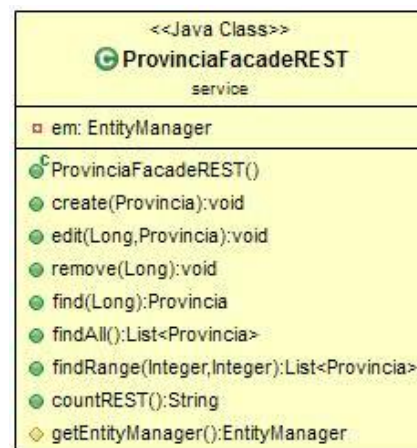 <<Java Class>>
ProvinciaFacadeREST
service
em: EntityManager
ProvinciaFacadeREST()
create(Provincia):void
edit(Long,Provincia):void
remove(Long):void
find(Long):Provincia
findAll():List<Provincia>
findRange(Integer,Integer):List<Provincia>
countREST():String
getEntityManager():EntityManager